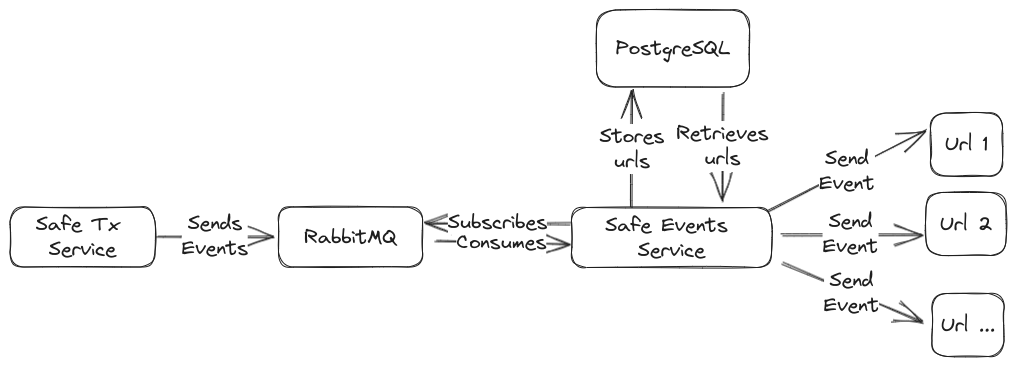 PostgreSQL
Stores
urls
Retrieves
urls
Url 1
Send
Event
Safe Tx
Service
Sends
Events
RabbitMQ
Subscribes
Consumes
Safe Events
Service
Send
Event
Url 2
Send
Event
Url ...